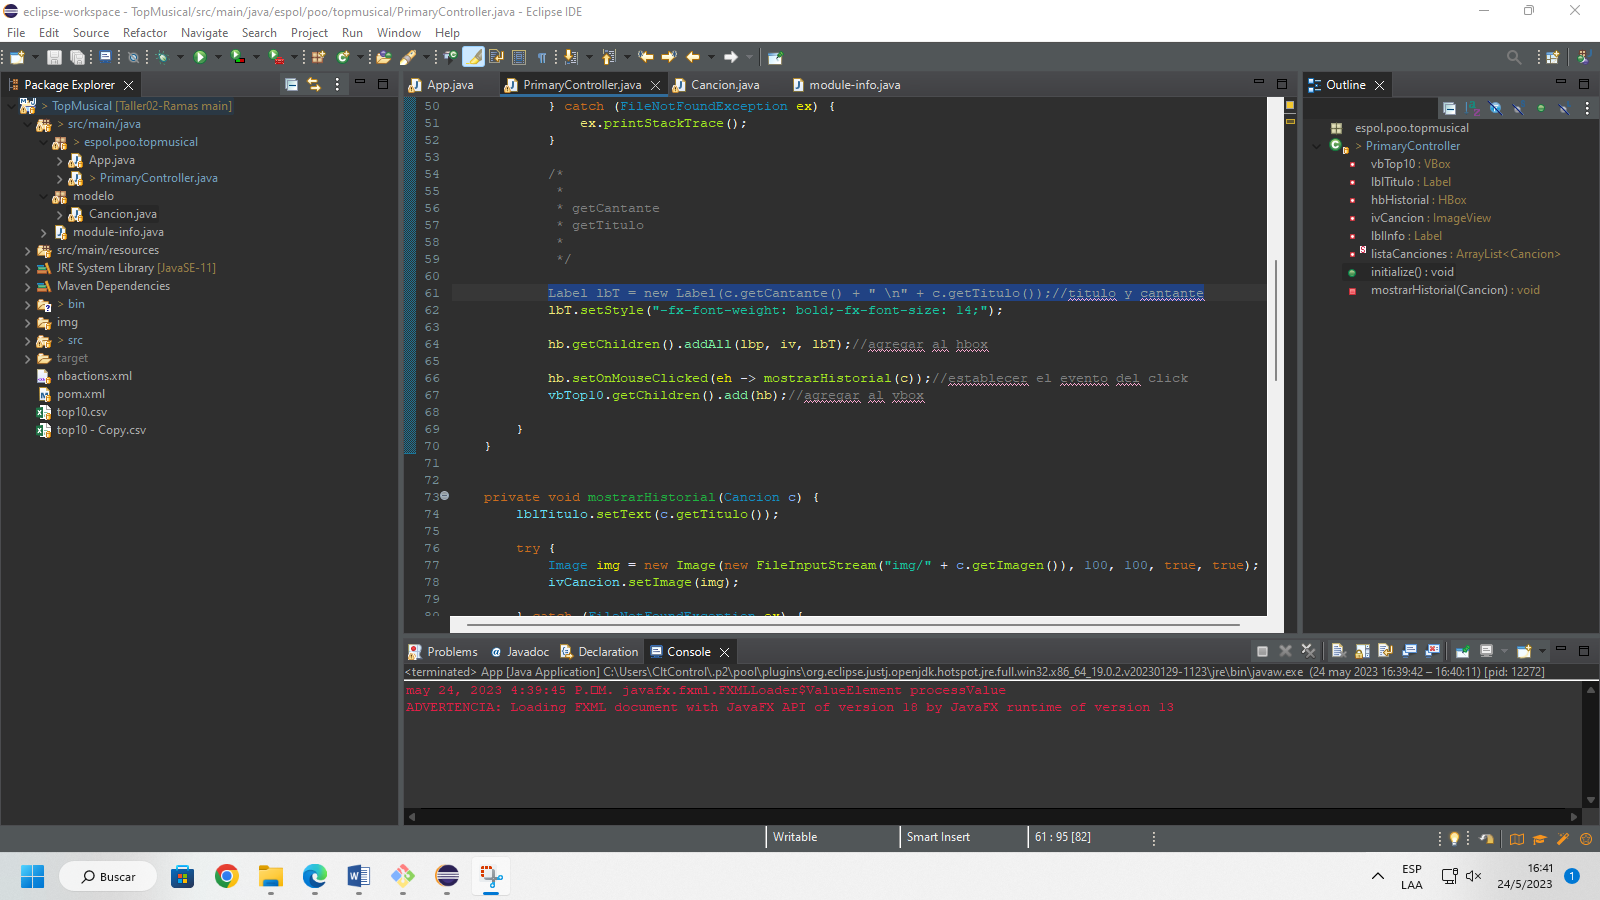 eclipse-workspace - TopMusical/src/main/java/espol/poo/topmusical/PrimaryController.java - Eclipse IDE
File Edit Source Refactor Navigate Search Project Run Window Help
Package Explorer
App.java PrimaryController.java Cancion.java module-info.java
Outline
> TopMusical [Taller02-Ramas main]
> src/main/java
> espol.poo.topmusical
App.java
> PrimaryController.java
modelo
Cancion.java
module-info.java
src/main/resources
JRE System Library [JavaSE-11]
Maven Dependencies
> bin
img
> src
target
nbactions.xml
pom.xml
top10.csv
top10 - Copy.csv
50 } catch (FileNotFoundException ex) {
51 ex.printStackTrace();
52 }
53
54 /*
55 *
56 * getCantante
57 * getTitulo
58 *
59 */
60
61 Label lbT = new Label(c.getCantante() + " \n" + c.getTitulo());//titulo y cantante
62 lbT.setStyle("-fx-font-weight: bold;-fx-font-size: 14;");
63
64 hb.getChildren().addAll(lbp, iv, lbT);//agregar al hbox
65
66 hb.setOnMouseClicked(eh -> mostrarHistorial(c));//establecer el evento del click
67 vbTop10.getChildren().add(hb);//agregar al vbox
68
69 }
70 }
71
72
73 private void mostrarHistorial(Cancion c) {
74 lblTitulo.setText(c.getTitulo());
75
76 try {
77 Image img = new Image(new FileInputStream("img/" + c.getImagen()), 100, 100, true, true);
78 ivCancion.setImage(img);
79
80 } catch (FileNotFoundException ex) {
espol.poo.topmusical
> PrimaryController
vbTop10 : VBox
lblTitulo : Label
hbHistorial : HBox
ivCancion : ImageView
lblInfo : Label
listaCanciones : ArrayList<Cancion>
initialize() : void
mostrarHistorial(Cancion) : void
Problems Javadoc Declaration Console
<terminated> App [Java Application] C:\Users\CltControl\.p2\pool\plugins\org.eclipse.justj.openjdk.hotspot.jre.full.win32.x86_64_19.0.2.v20230129-1123\jre\bin\javaw.exe (24 may 2023 16:39:42 – 16:40:11) [pid: 12272]
may 24, 2023 4:39:45 P.▯M. javafx.fxml.FXMLLoader$ValueElement processValue
ADVERTENCIA: Loading FXML document with JavaFX API of version 18 by JavaFX runtime of version 13
Writable Smart Insert 61 : 95 [82]
Buscar
ESP
LAA
16:41
24/5/2023
1